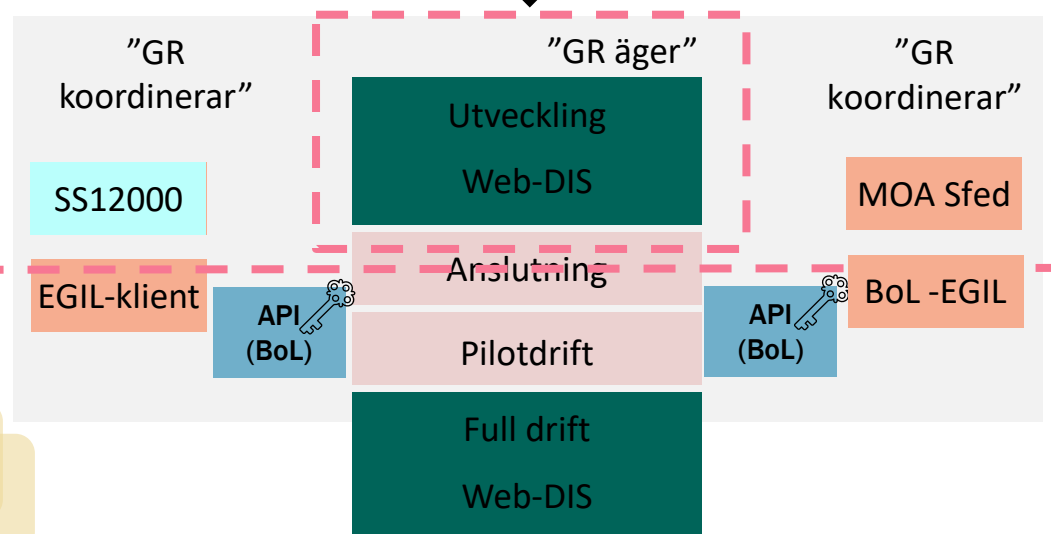 ”GR
koordinerar”
SS12000
EGIL-klient
API
(BoL)
”GR äger”
Utveckling
Web-DIS
Anslutning
Pilotdrift
Full drift
Web-DIS
”GR
koordinerar”
MOA Sfed
BoL -EGIL
API
(BoL)